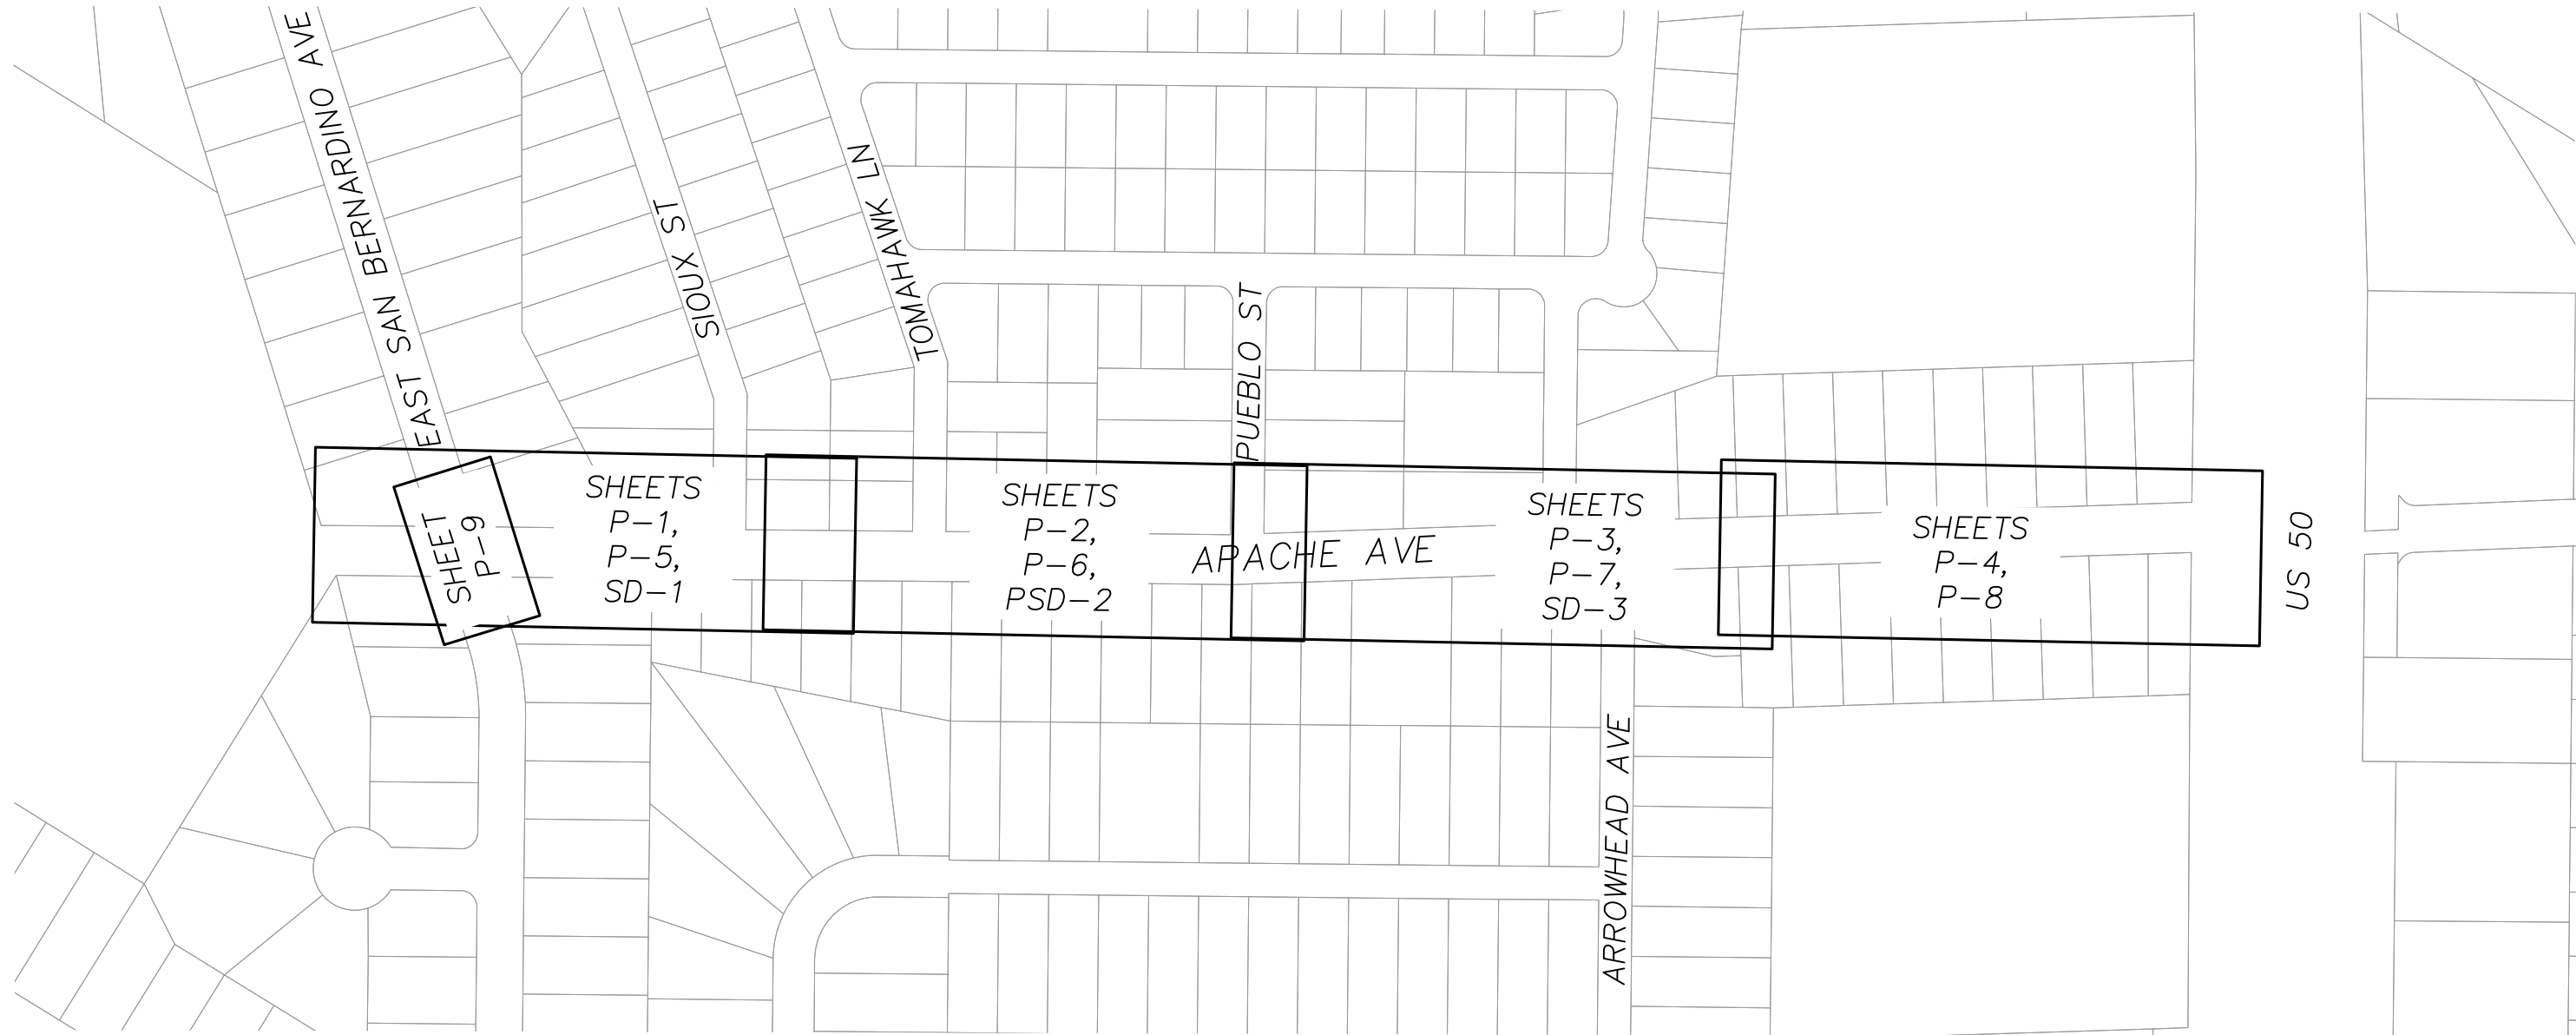 EAST SAN BERNARDINO AVE
SIOUX ST
TOMAHAWK LN
PUEBLO ST
SHEET
P-9
SHEETS
P-1,
P-5,
SD-1
SHEETS
P-2,
P-6,
PSD-2
APACHE AVE
SHEETS
P-3,
P-7,
SD-3
SHEETS
P-4,
P-8
US 50
ARROWHEAD AVE